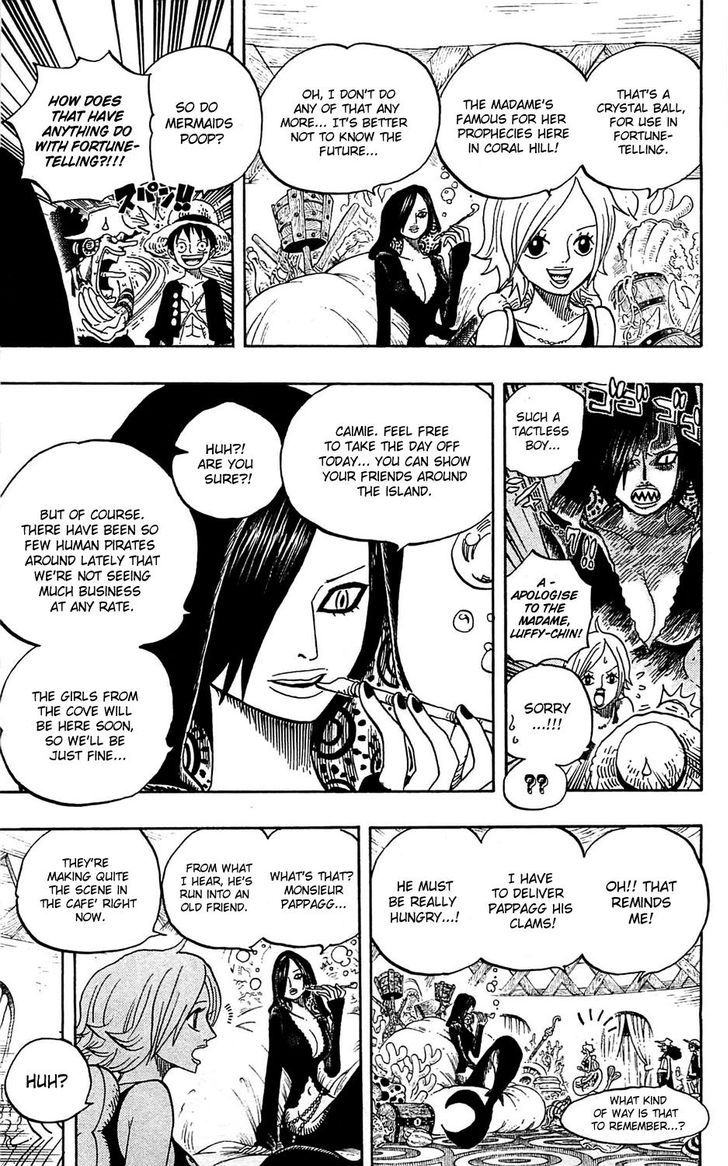 THAT'S A
CRYSTAL BALL,
FOR USE IN
FORTUNE-
TELLING.
THE MADAME'S
FAMOUS FOR HER
PROPHECIES HERE
IN CORAL HILL!
OH, I DON'T DO
ANY OF THAT ANY
MORE... IT'S BETTER
NOT TO KNOW THE
FUTURE...
SO DO
MERMAIDS
POOP?
HOW DOES
THAT HAVE
ANYTHING DO
WITH FORTUNE-
TELLING?!!!
スパン!!
SUCH A
TACTLESS
BOY...
ゴゴゴ
A -
APOLOGISE
TO THE
MADAME,
LUFFY-CHIN!
SORRY
...!!!
??
CAIMIE. FEEL FREE
TO TAKE THE DAY OFF
TODAY... YOU CAN SHOW
YOUR FRIENDS AROUND
THE ISLAND.
HUH?!
ARE YOU
SURE?!
BUT OF COURSE.
THERE HAVE BEEN SO
FEW HUMAN PIRATES
AROUND LATELY THAT
WE'RE NOT SEEING
MUCH BUSINESS
AT ANY RATE.
THE GIRLS FROM
THE COVE WILL
BE HERE SOON,
SO WE'LL BE
JUST FINE...
OH!! THAT
REMINDS
ME!
I HAVE
TO DELIVER
PAPPAGG HIS
CLAMS!
HE MUST
BE REALLY
HUNGRY...!
WHAT KIND
OF WAY IS THAT
TO REMEMBER...?
WHAT'S THAT?
MONSIEUR
PAPPAGG...
FROM WHAT
I HEAR, HE'S
RUN INTO AN
OLD FRIEND.
THEY'RE
MAKING QUITE
THE SCENE IN
THE CAFE' RIGHT
NOW.
HUH?